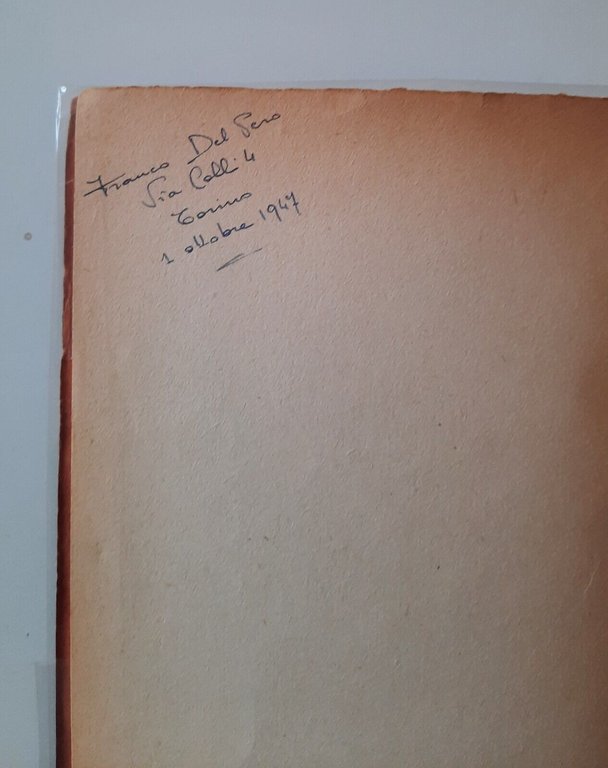 Franco Del Pero
Via Colli 4
Torino
1 ottobre 1947